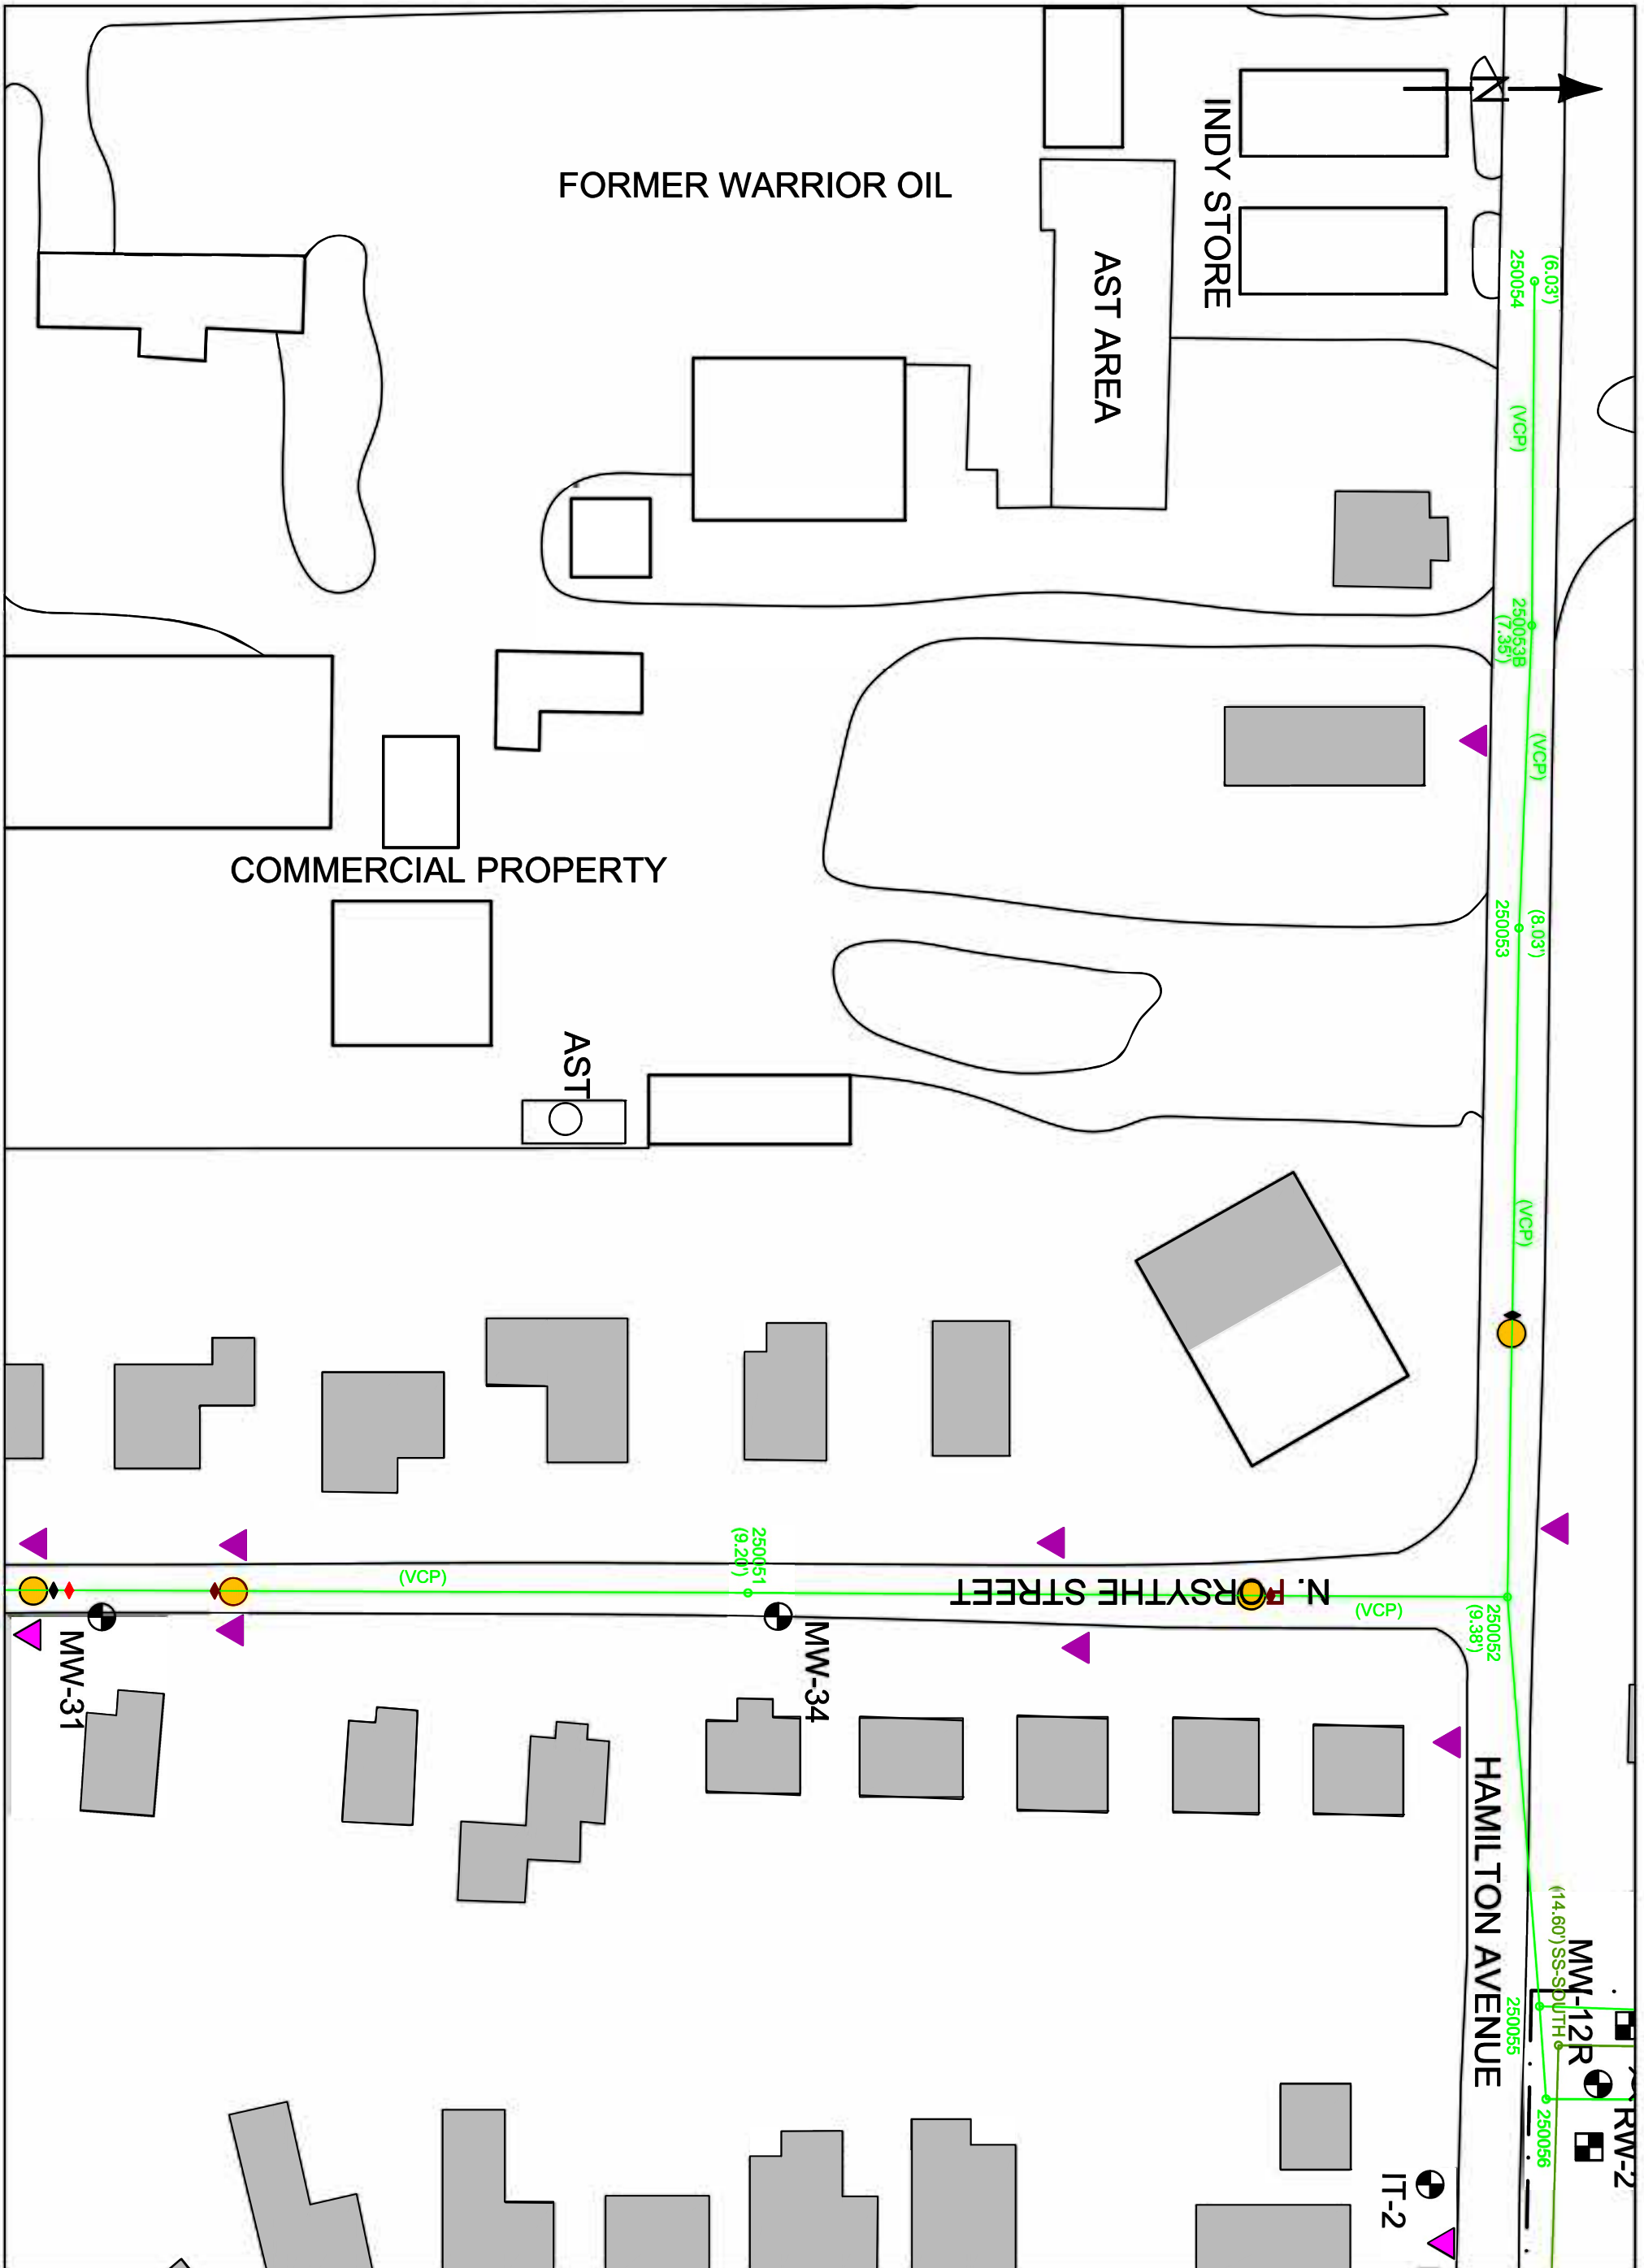 N
INDY STORE
FORMER WARRIOR OIL
AST AREA
(6.03')
250054
(VCP)
250053B
(7.35')
(VCP)
COMMERCIAL PROPERTY
(8.03')
250053
AST
(VCP)
250051
(9.20')
(VCP)
N. FORSYTHE STREET
(VCP)
250052
(9.38')
MW-31
MW-34
HAMILTON AVENUE
(14.60') SS-SOUTH
MW-12R
250055
250056
RW-2
IT-2